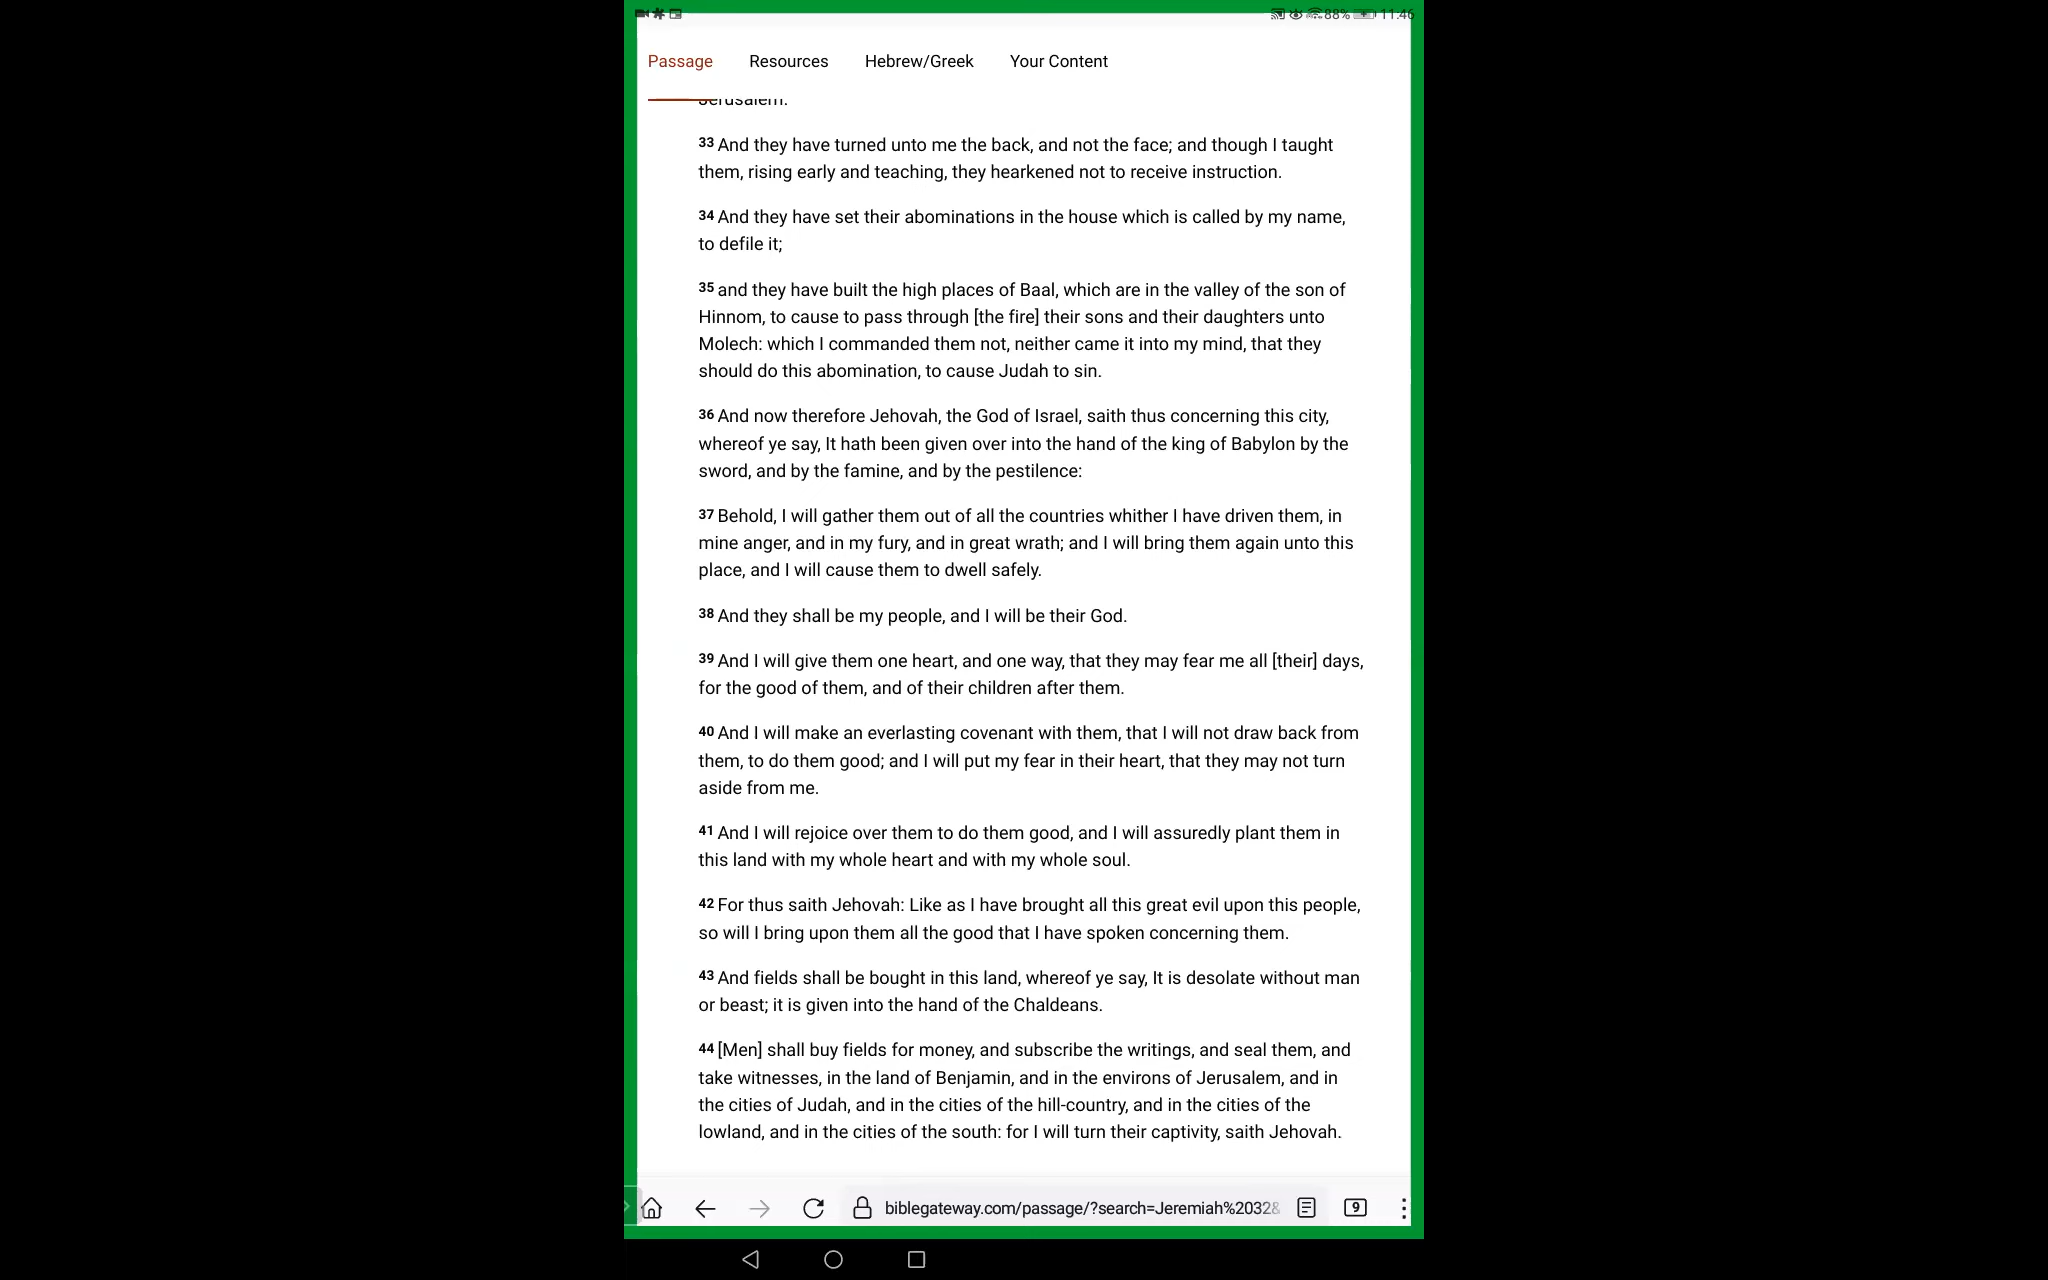 88% 11:46
Passage Resources Hebrew/Greek Your Content
Jerusalem.
33 And they have turned unto me the back, and not the face; and though I taught
them, rising early and teaching, they hearkened not to receive instruction.
34 And they have set their abominations in the house which is called by my name,
to defile it;
35 and they have built the high places of Baal, which are in the valley of the son of
Hinnom, to cause to pass through [the fire] their sons and their daughters unto
Molech: which I commanded them not, neither came it into my mind, that they
should do this abomination, to cause Judah to sin.
36 And now therefore Jehovah, the God of Israel, saith thus concerning this city,
whereof ye say, It hath been given over into the hand of the king of Babylon by the
sword, and by the famine, and by the pestilence:
37 Behold, I will gather them out of all the countries whither I have driven them, in
mine anger, and in my fury, and in great wrath; and I will bring them again unto this
place, and I will cause them to dwell safely.
38 And they shall be my people, and I will be their God.
39 And I will give them one heart, and one way, that they may fear me all [their] days,
for the good of them, and of their children after them.
40 And I will make an everlasting covenant with them, that I will not draw back from
them, to do them good; and I will put my fear in their heart, that they may not turn
aside from me.
41 And I will rejoice over them to do them good, and I will assuredly plant them in
this land with my whole heart and with my whole soul.
42 For thus saith Jehovah: Like as I have brought all this great evil upon this people,
so will I bring upon them all the good that I have spoken concerning them.
43 And fields shall be bought in this land, whereof ye say, It is desolate without man
or beast; it is given into the hand of the Chaldeans.
44 [Men] shall buy fields for money, and subscribe the writings, and seal them, and
take witnesses, in the land of Benjamin, and in the environs of Jerusalem, and in
the cities of Judah, and in the cities of the hill-country, and in the cities of the
lowland, and in the cities of the south: for I will turn their captivity, saith Jehovah.
biblegateway.com/passage/?search=Jeremiah%2032& 9